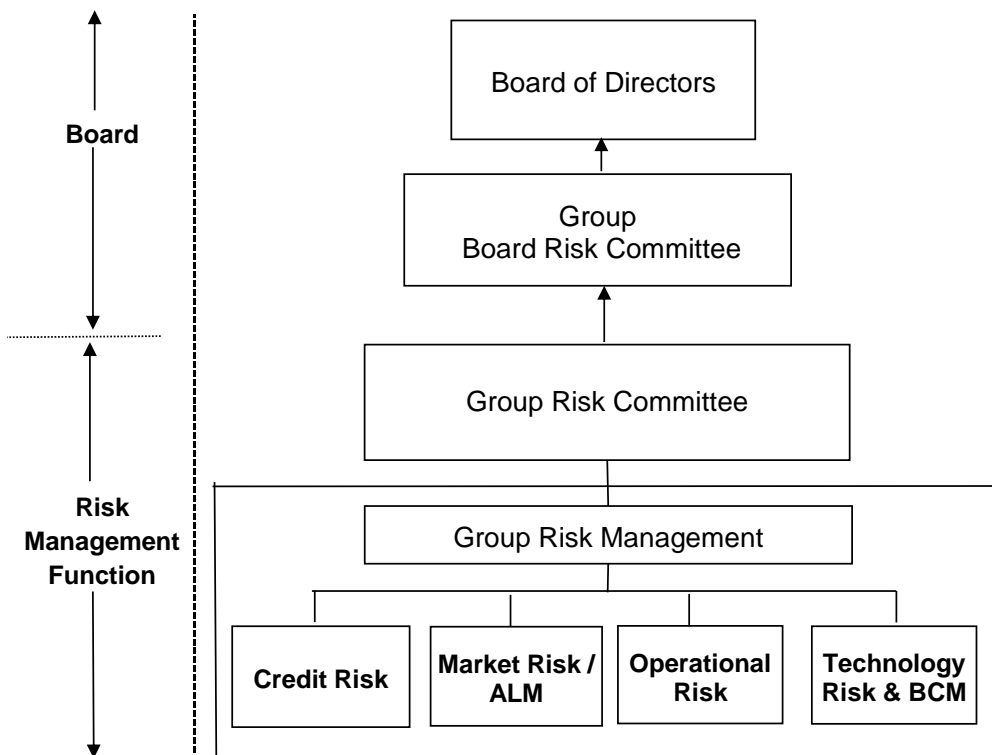 Board of Directors
Board
Group
Board Risk Committee
Group Risk Committee
Risk
Management
Function
Group Risk Management
Credit Risk
Market Risk /
ALM
Operational
Risk
Technology
Risk & BCM